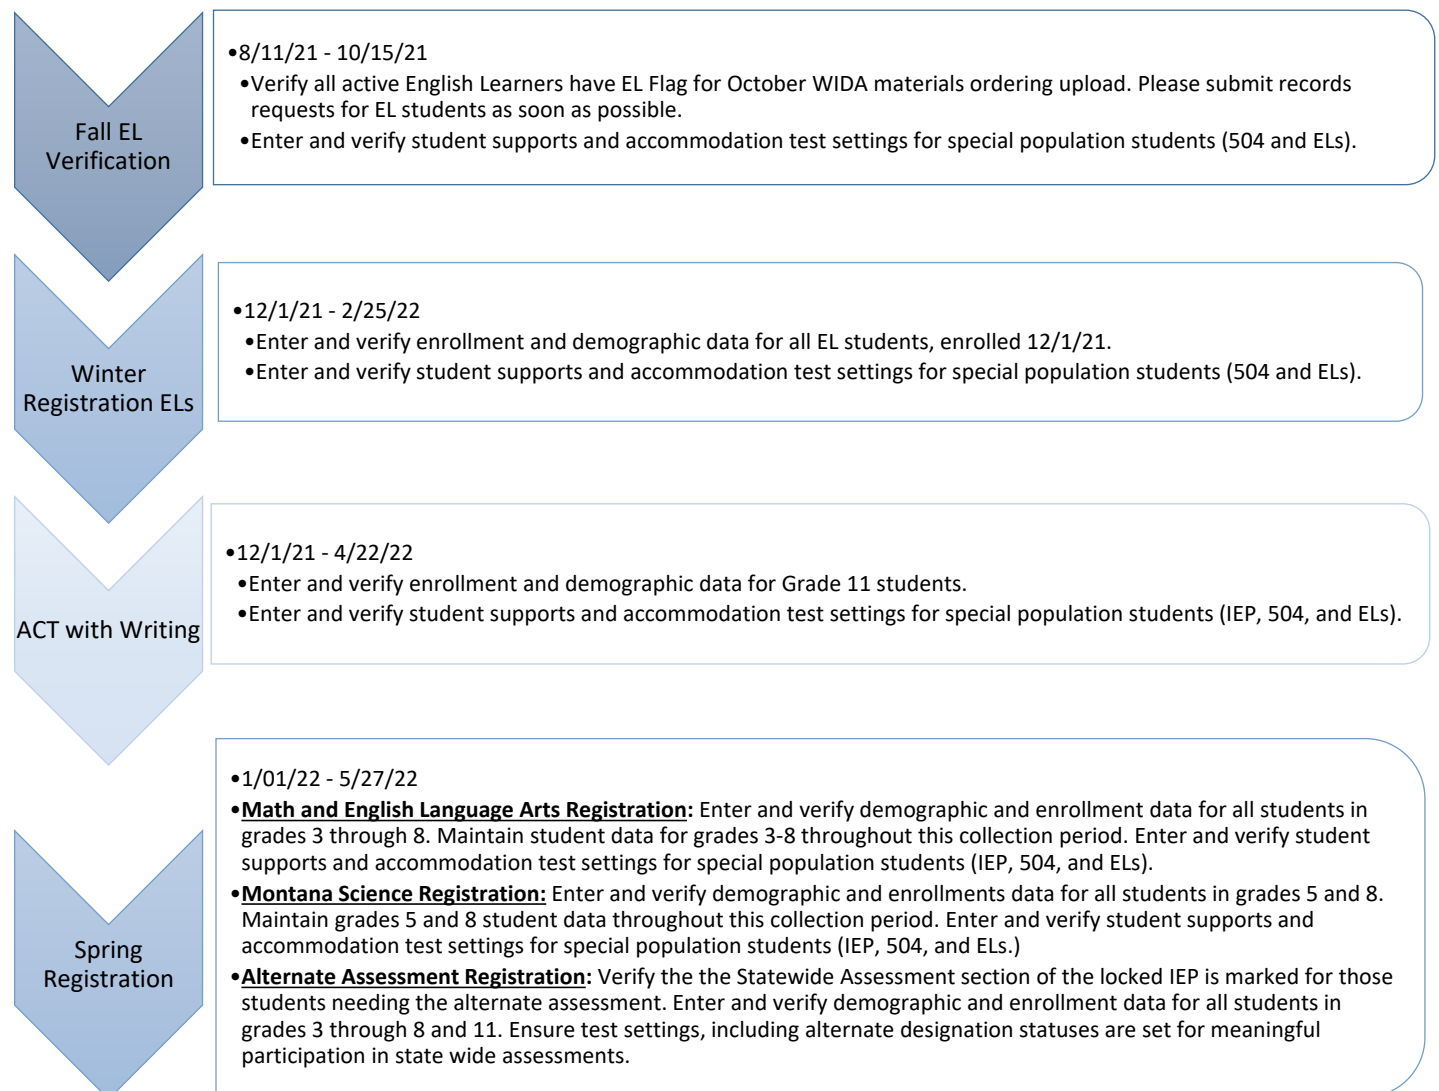 Fall EL
Verification
•8/11/21 - 10/15/21
•Verify all active English Learners have EL Flag for October WIDA materials ordering upload. Please submit records
requests for EL students as soon as possible.
•Enter and verify student supports and accommodation test settings for special population students (504 and ELs).
Winter
Registration ELs
•12/1/21 - 2/25/22
•Enter and verify enrollment and demographic data for all EL students, enrolled 12/1/21.
•Enter and verify student supports and accommodation test settings for special population students (504 and ELs).
ACT with Writing
•12/1/21 - 4/22/22
•Enter and verify enrollment and demographic data for Grade 11 students.
•Enter and verify student supports and accommodation test settings for special population students (IEP, 504, and ELs).
Spring
Registration
•1/01/22 - 5/27/22
•Math and English Language Arts Registration: Enter and verify demographic and enrollment data for all students in
grades 3 through 8. Maintain student data for grades 3-8 throughout this collection period. Enter and verify student
supports and accommodation test settings for special population students (IEP, 504, and ELs).
•Montana Science Registration: Enter and verify demographic and enrollments data for all students in grades 5 and 8.
Maintain grades 5 and 8 student data throughout this collection period. Enter and verify student supports and
accommodation test settings for special population students (IEP, 504, and ELs.)
•Alternate Assessment Registration: Verify the the Statewide Assessment section of the locked IEP is marked for those
students needing the alternate assessment. Enter and verify demographic and enrollment data for all students in
grades 3 through 8 and 11. Ensure test settings, including alternate designation statuses are set for meaningful
participation in state wide assessments.